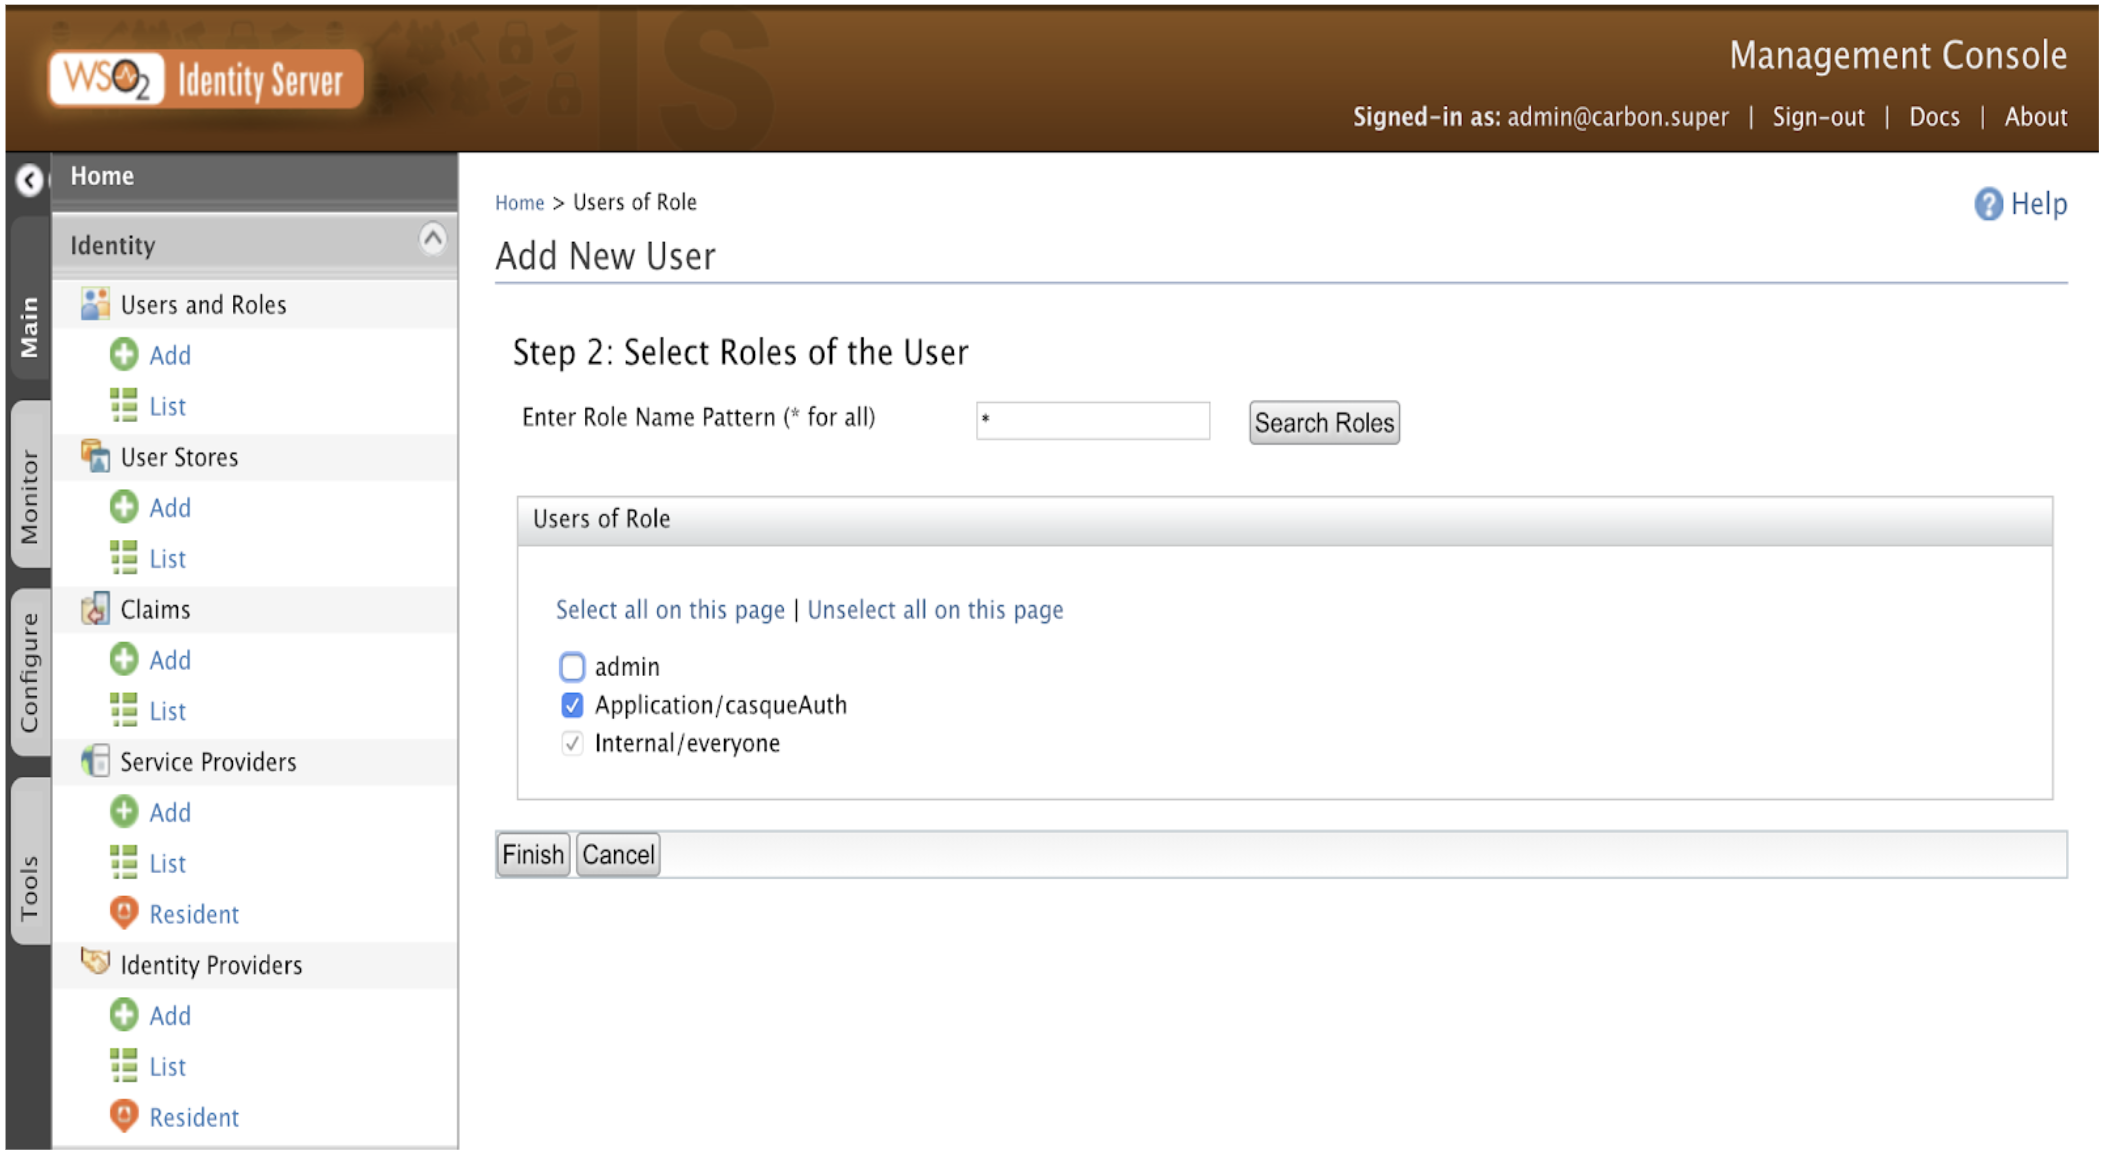 WSO2 Identity Server
Management Console
Signed-in as: admin@carbon.super | Sign-out | Docs | About
IS
Main
Monitor
Configure
Tools
Home
Identity
Users and Roles
Add
List
User Stores
Add
List
Claims
Add
List
Service Providers
Add
List
Resident
Identity Providers
Add
List
Resident
Home > Users of Role
Help
Add New User
Step 2: Select Roles of the User
Enter Role Name Pattern (* for all)
*
Search Roles
Users of Role
Select all on this page | Unselect all on this page
admin
Application/casqueAuth
Internal/everyone
Finish
Cancel